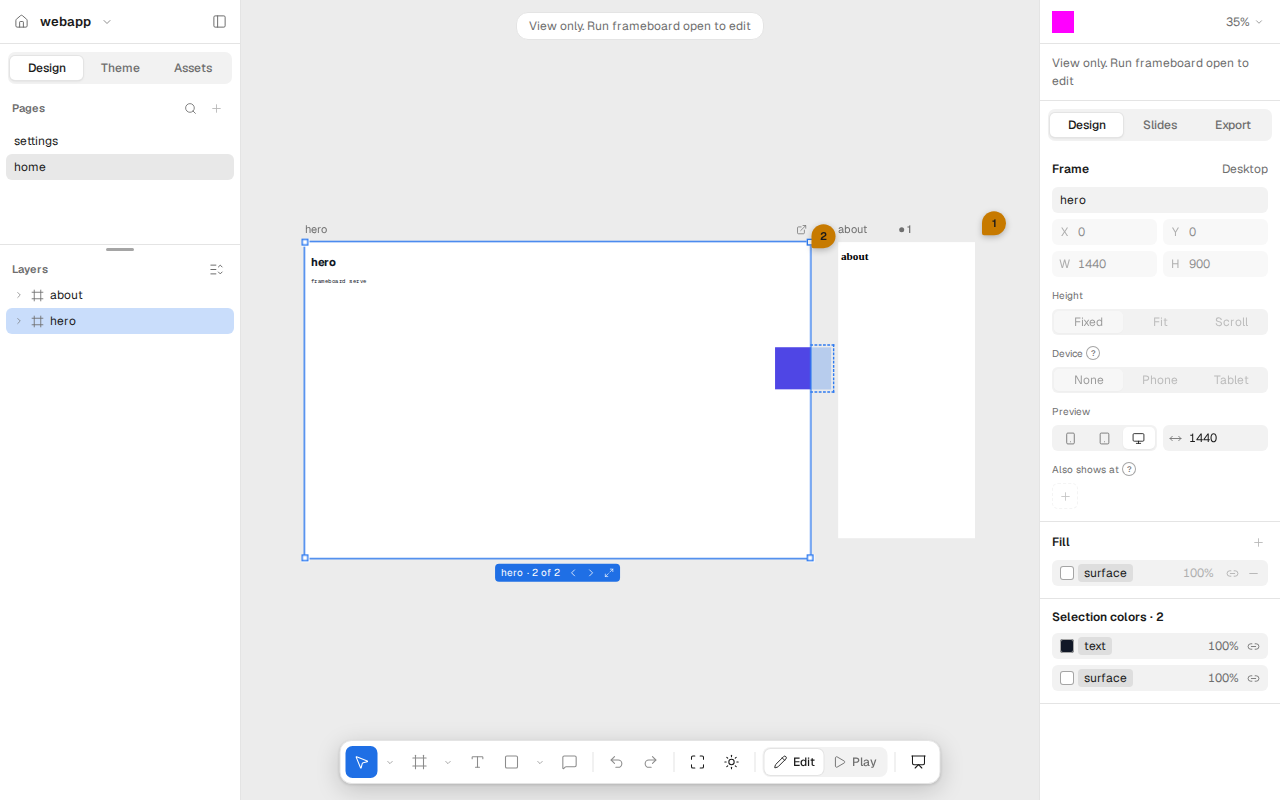 webapp
Design
Theme
Assets
Pages
settings
home
Layers
about
hero
View only. Run frameboard open to edit
hero
2
about
1
1
hero
frameboard serve
about
hero · 2 of 2
Edit
Play
35%
View only. Run frameboard open to
edit
Design
Slides
Export
Frame
Desktop
hero
X 0
Y 0
W 1440
H 900
Height
Fixed
Fit
Scroll
Device ?
None
Phone
Tablet
Preview
1440
Also shows at ?
Fill
surface
100%
Selection colors · 2
text
100%
surface
100%